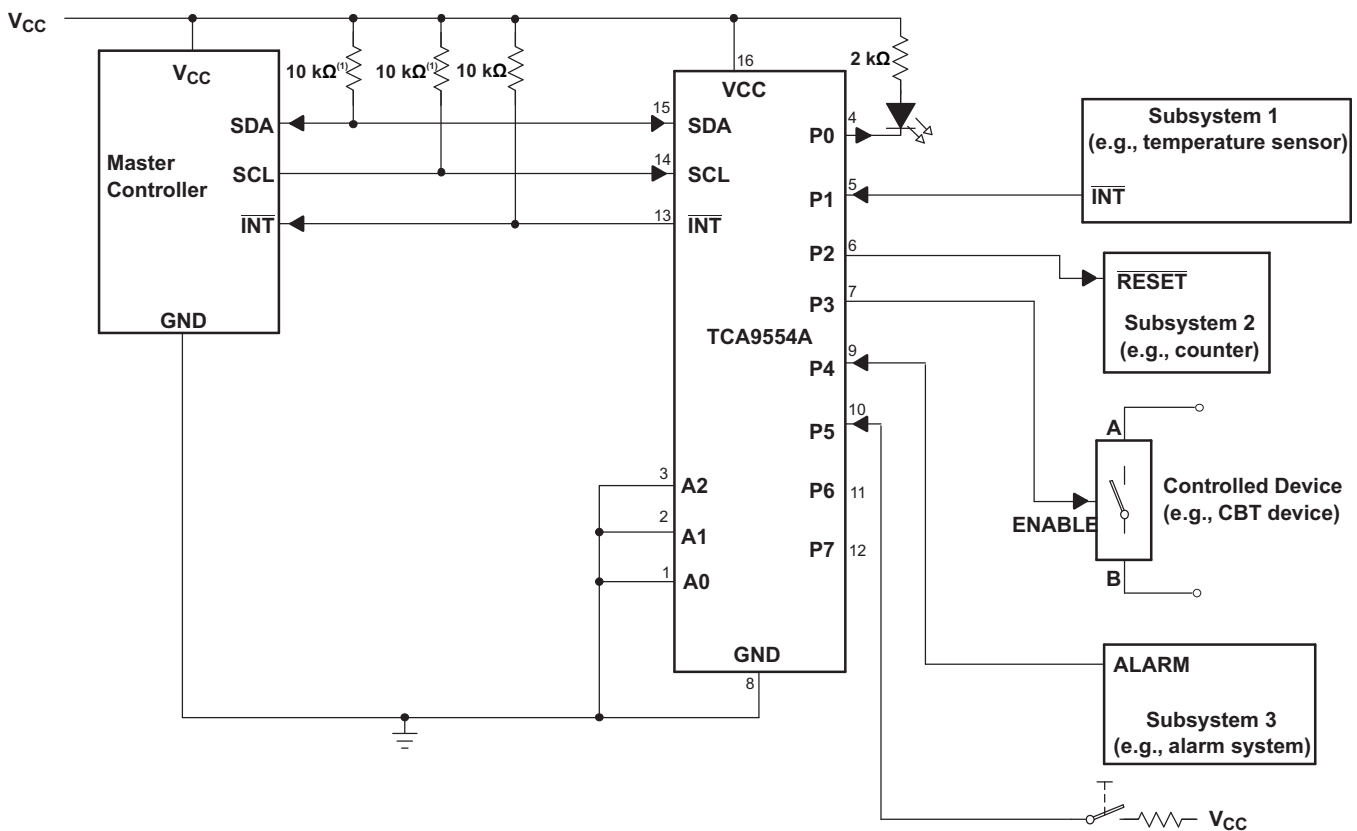 VCC
VCC
10 kΩ(1)
10 kΩ(1)
10 kΩ
2 kΩ
Master
Controller
SDA
SCL
INT
GND
15
14
13
16
VCC
SDA
SCL
INT
TCA9554A
3
A2
2
A1
1
A0
GND
8
P0
4
P1
5
P2
6
P3
7
P4
9
P5
10
P6
11
P7
12
Subsystem 1
(e.g., temperature sensor)
INT
RESET
Subsystem 2
(e.g., counter)
A
ENABLE
B
Controlled Device
(e.g., CBT device)
ALARM
Subsystem 3
(e.g., alarm system)
VCC